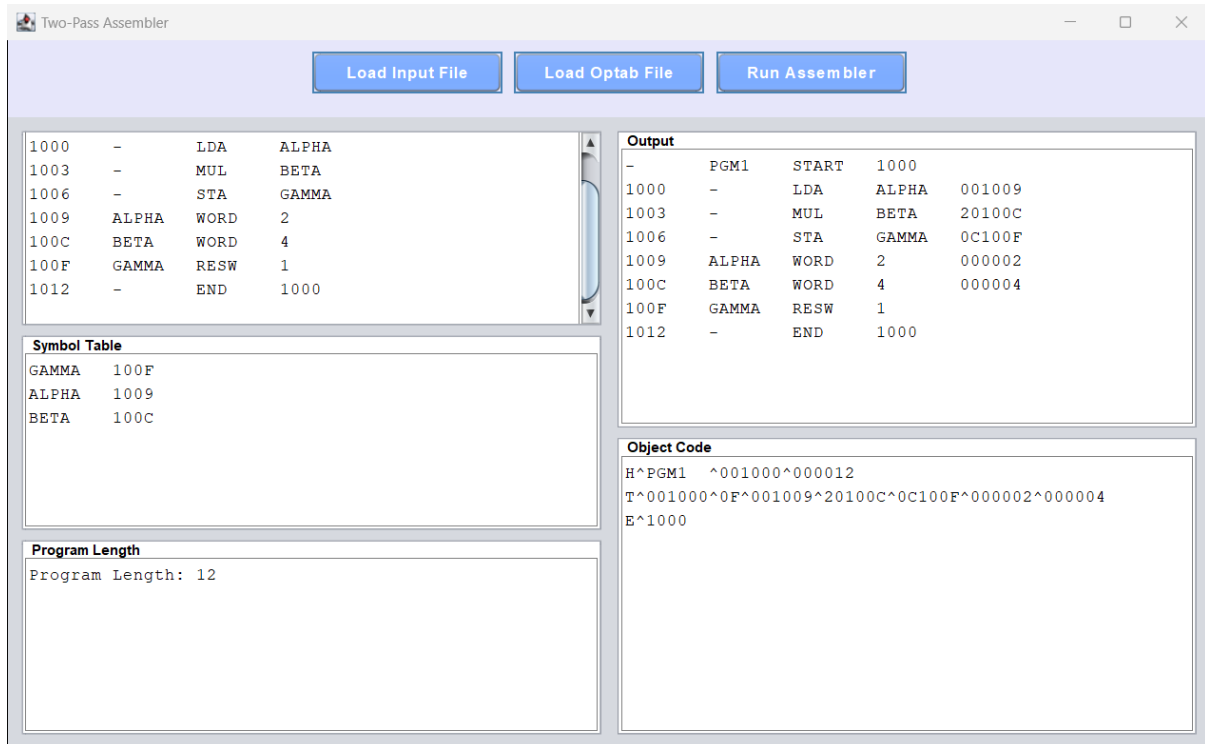 Two-Pass Assembler
Load Input File Load Optab File Run Assembler
1000 - LDA ALPHA
1003 - MUL BETA
1006 - STA GAMMA
1009 ALPHA WORD 2
100C BETA WORD 4
100F GAMMA RESW 1
1012 - END 1000
Symbol Table
GAMMA 100F
ALPHA 1009
BETA 100C
Program Length
Program Length: 12
Output
- PGM1 START 1000
1000 - LDA ALPHA 001009
1003 - MUL BETA 20100C
1006 - STA GAMMA 0C100F
1009 ALPHA WORD 2 000002
100C BETA WORD 4 000004
100F GAMMA RESW 1
1012 - END 1000
Object Code
H^PGM1  ^001000^000012
T^001000^0F^001009^20100C^0C100F^000002^000004
E^1000